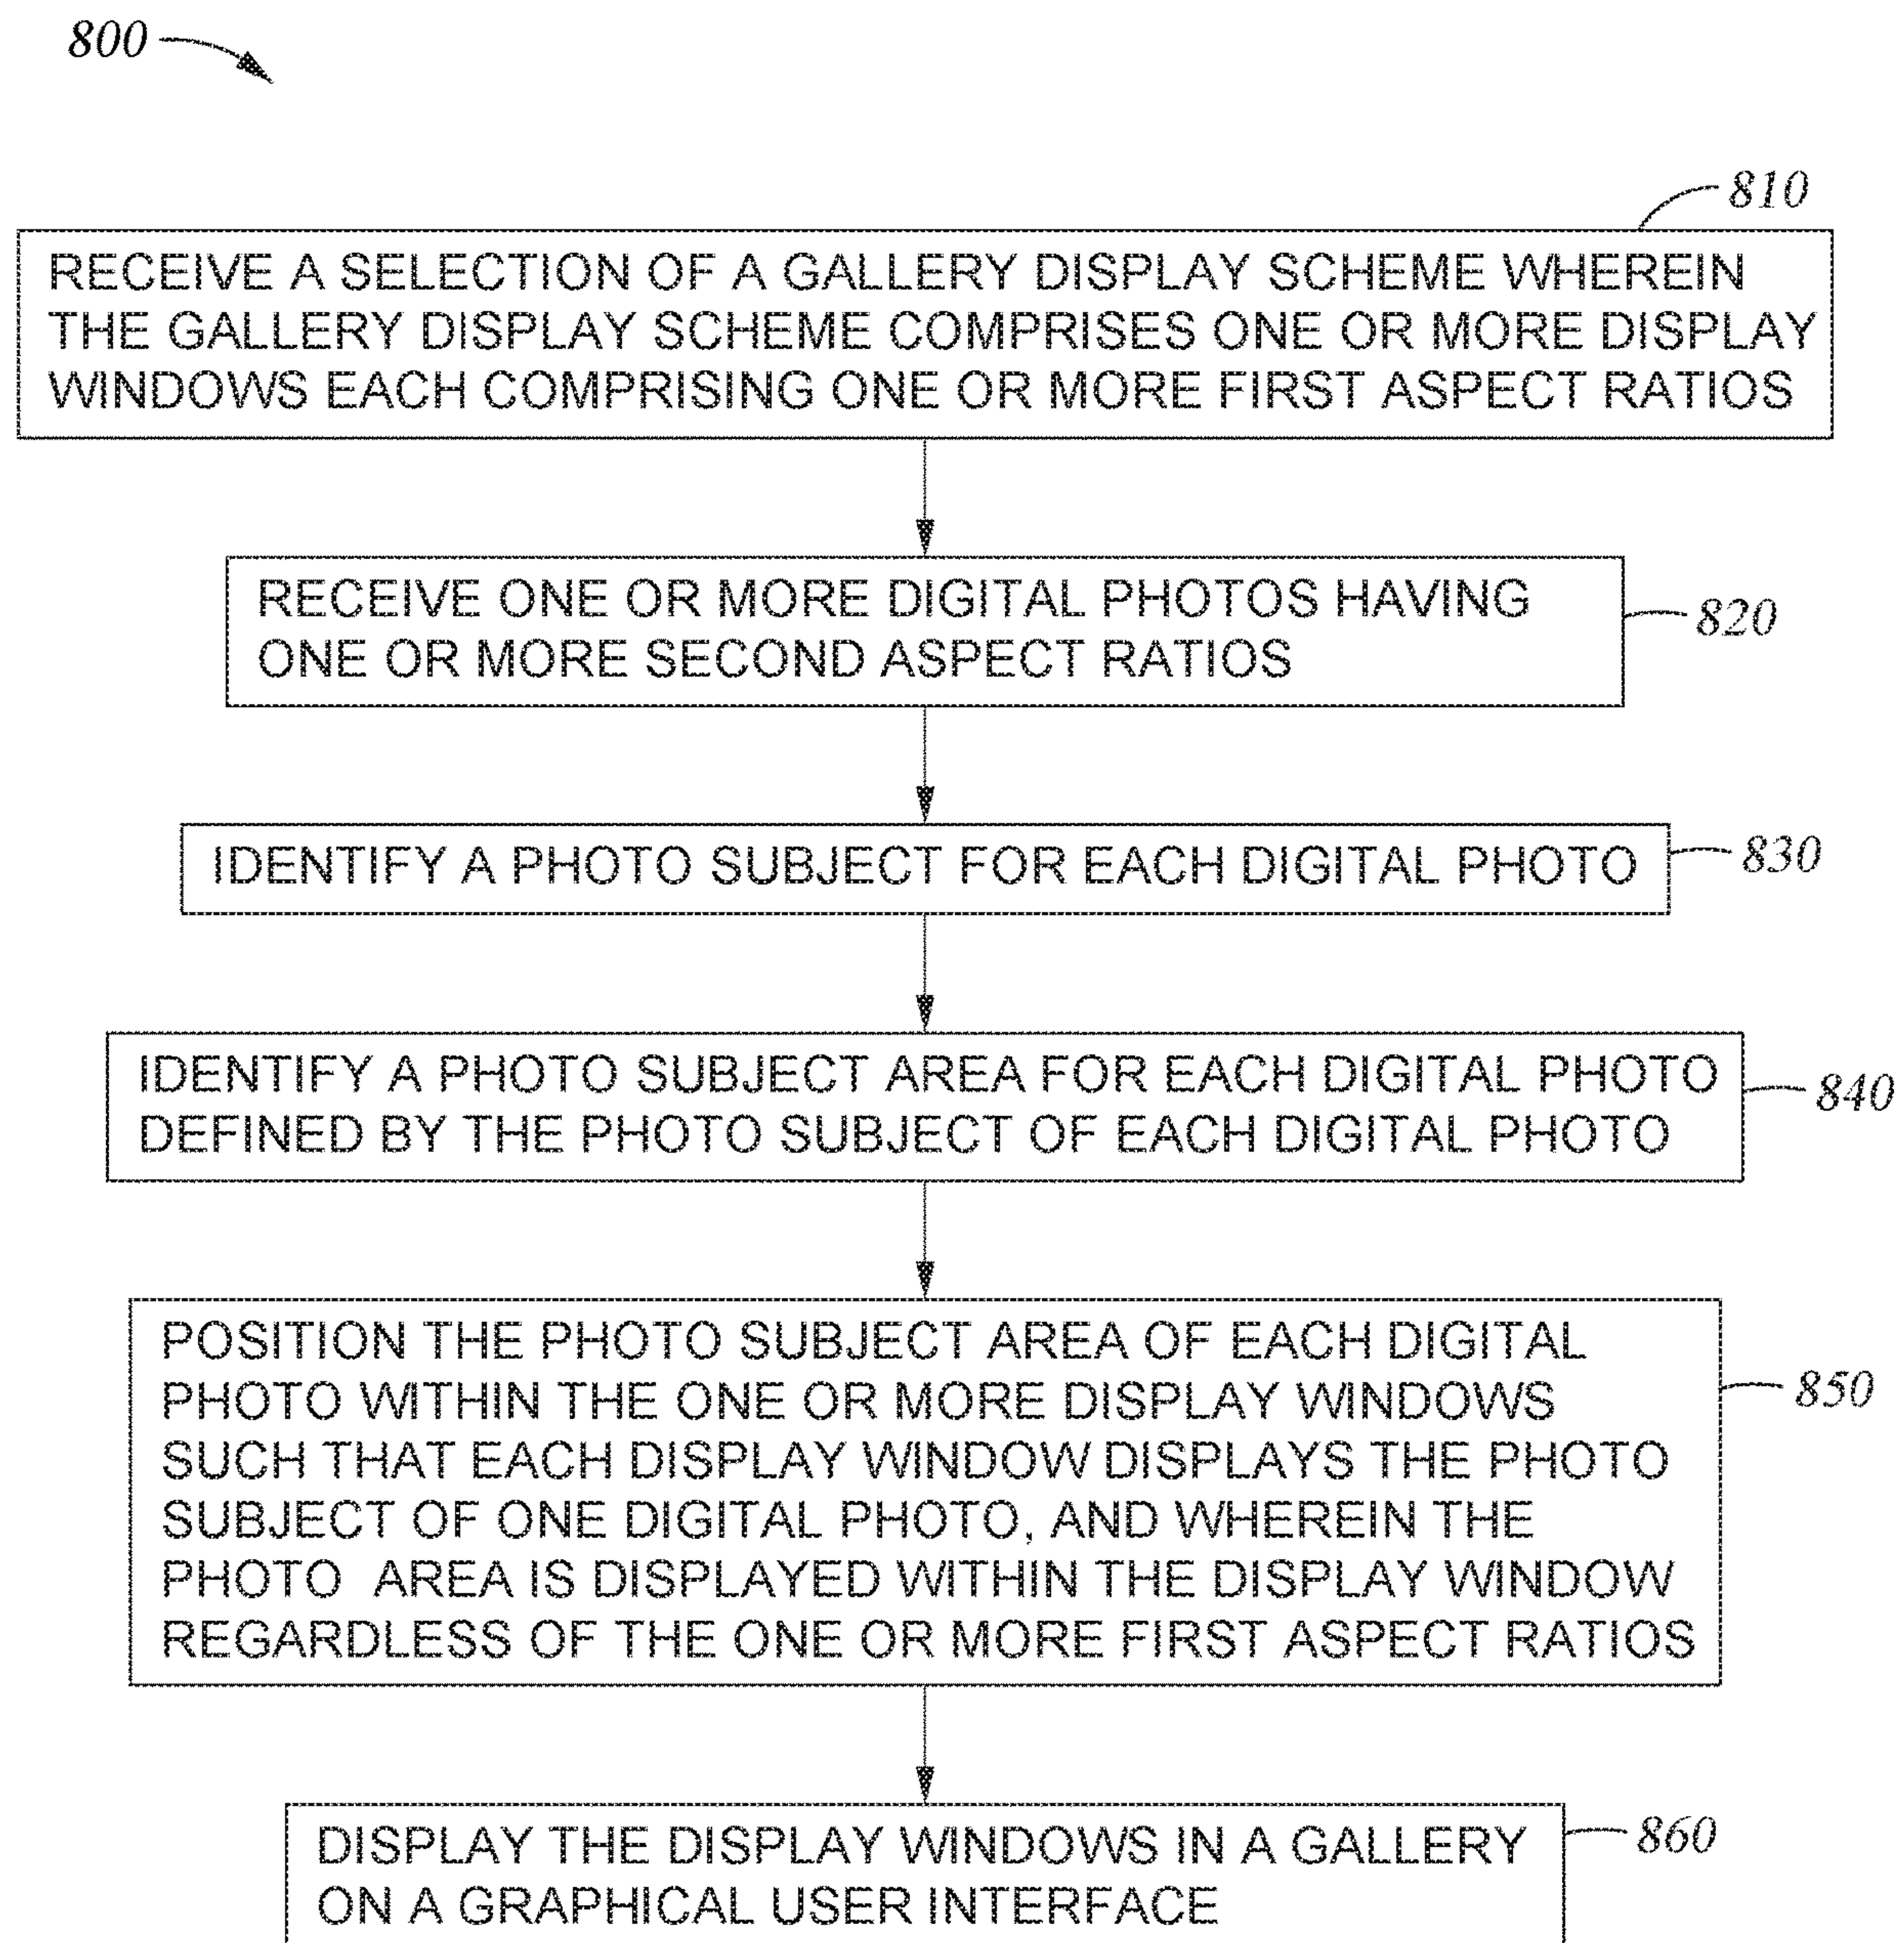 800
810
RECEIVE A SELECTION OF A GALLERY DISPLAY SCHEME WHEREIN
THE GALLERY DISPLAY SCHEME COMPRISES ONE OR MORE DISPLAY
WINDOWS EACH COMPRISING ONE OR MORE FIRST ASPECT RATIOS
RECEIVE ONE OR MORE DIGITAL PHOTOS HAVING
ONE OR MORE SECOND ASPECT RATIOS
820
IDENTIFY A PHOTO SUBJECT FOR EACH DIGITAL PHOTO
830
IDENTIFY A PHOTO SUBJECT AREA FOR EACH DIGITAL PHOTO
DEFINED BY THE PHOTO SUBJECT OF EACH DIGITAL PHOTO
840
POSITION THE PHOTO SUBJECT AREA OF EACH DIGITAL
PHOTO WITHIN THE ONE OR MORE DISPLAY WINDOWS
SUCH THAT EACH DISPLAY WINDOW DISPLAYS THE PHOTO
SUBJECT OF ONE DIGITAL PHOTO, AND WHEREIN THE
PHOTO AREA IS DISPLAYED WITHIN THE DISPLAY WINDOW
REGARDLESS OF THE ONE OR MORE FIRST ASPECT RATIOS
850
DISPLAY THE DISPLAY WINDOWS IN A GALLERY
ON A GRAPHICAL USER INTERFACE
860